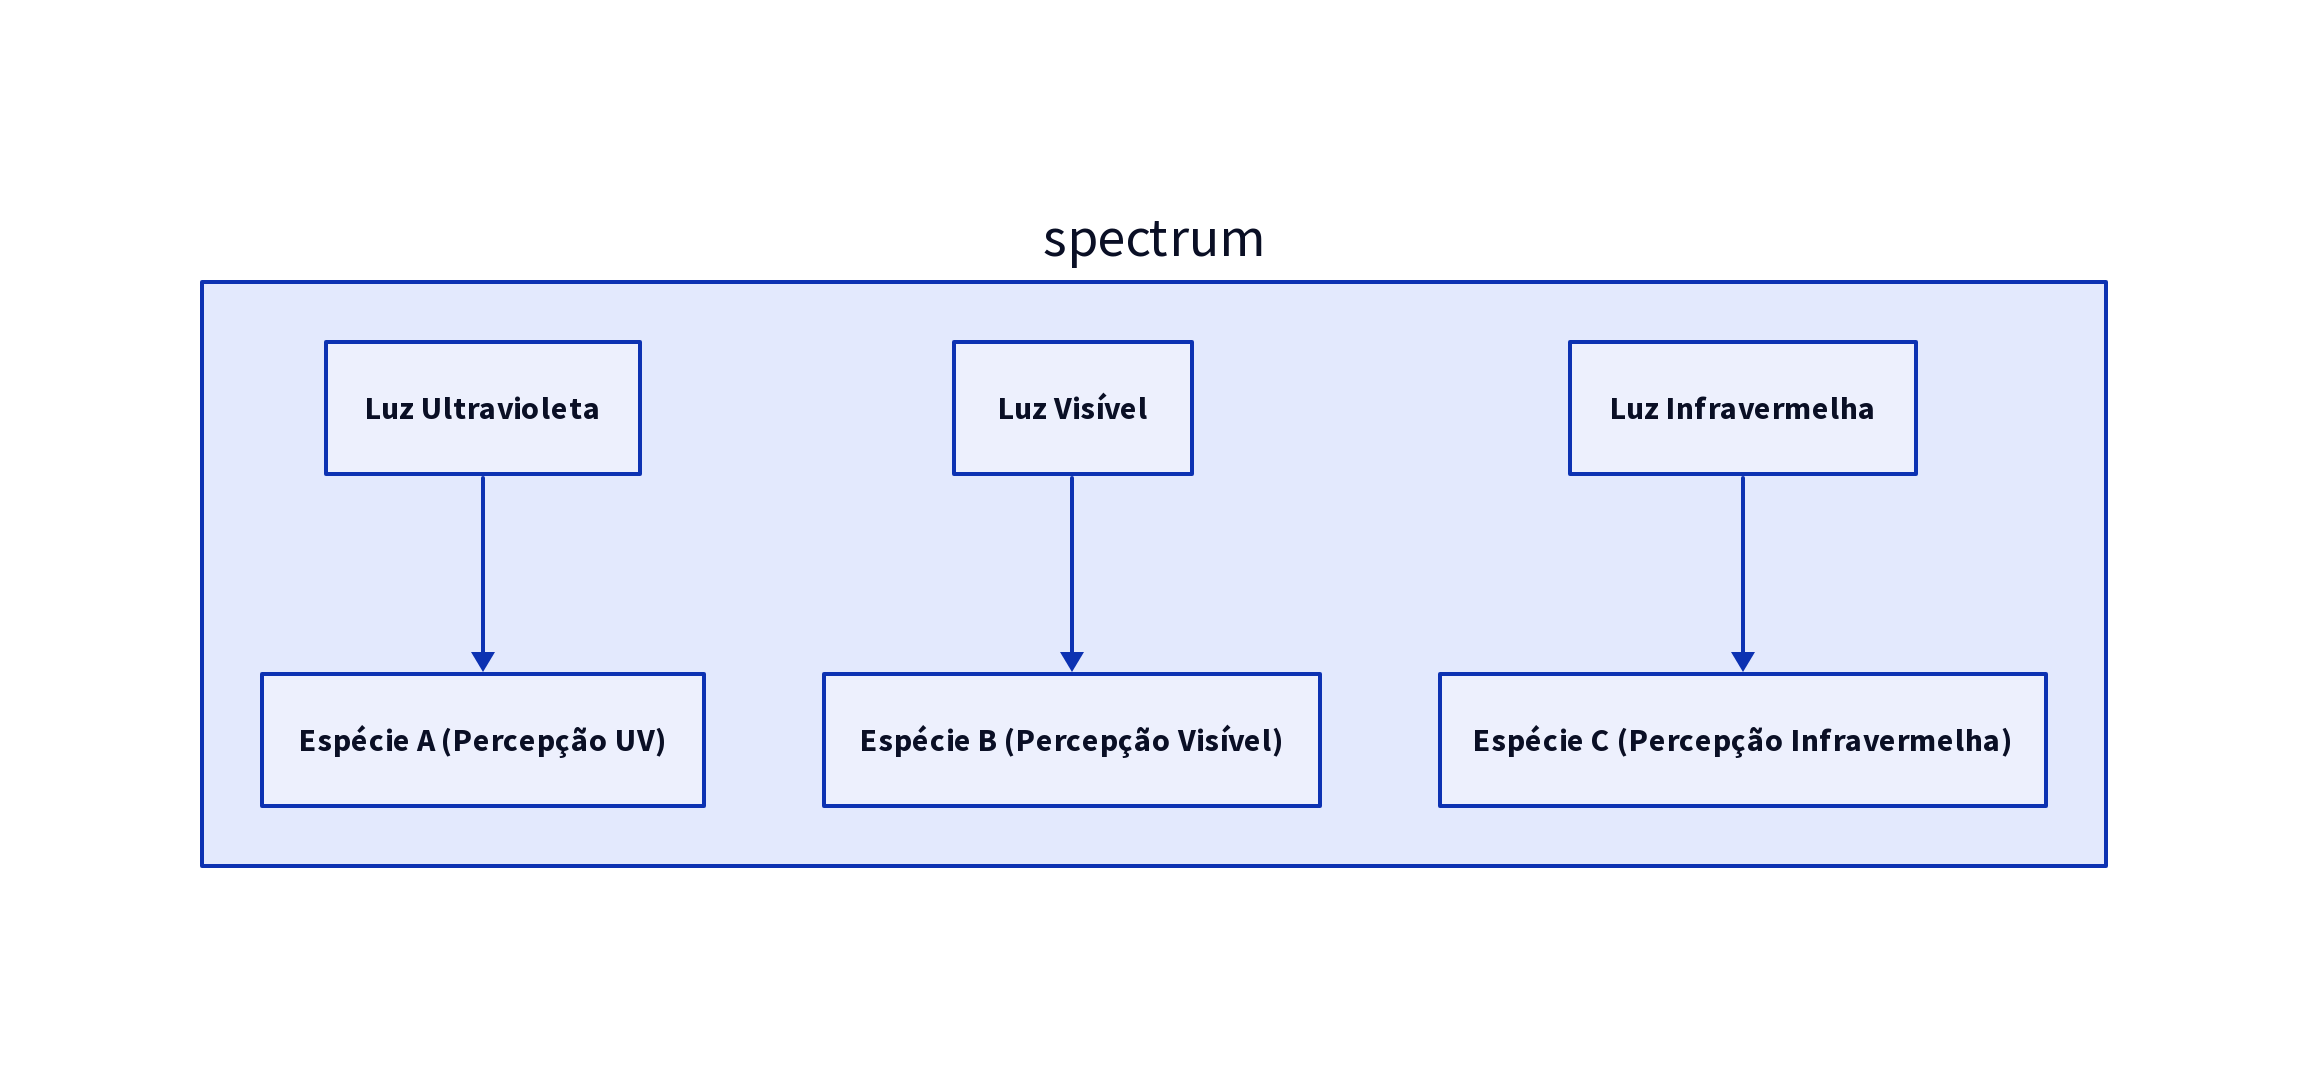 spectrum
Luz Ultravioleta
Luz Visível
Luz Infravermelha
Espécie A (Percepção UV)
Espécie B (Percepção Visível)
Espécie C (Percepção Infravermelha)